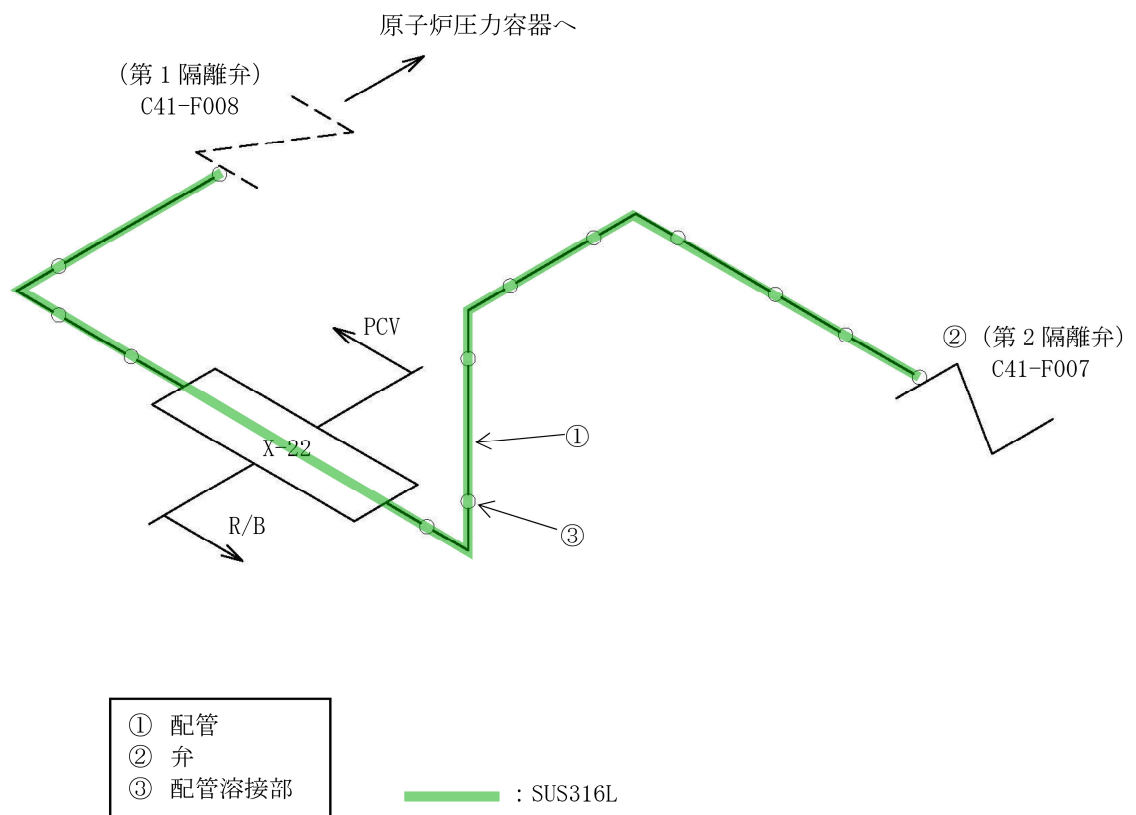 原子炉圧力容器へ
（第１隔離弁）
C41-F008
PCV
② （第２隔離弁）
C41-F007
X-22
①
R/B
③
① 配管
② 弁
③ 配管溶接部
：SUS316L